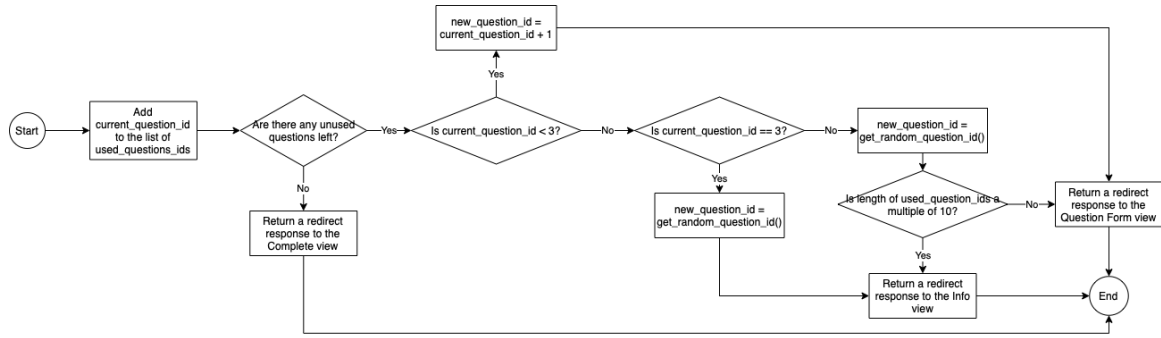 new_question_id =
current_question_id + 1
Yes
Start
Add
current_question_id
to the list of
used_questions_ids
Are there any unused
questions left?
Yes
Is current_question_id < 3?
No
Is current_question_id == 3?
No
new_question_id =
get_random_question_id()
No
Return a redirect
response to the
Complete view
Yes
new_question_id =
get_random_question_id()
Is length of used_question_ids a
multiple of 10?
No
Return a redirect
response to the
Question Form view
Yes
Return a redirect
response to the Info
view
End